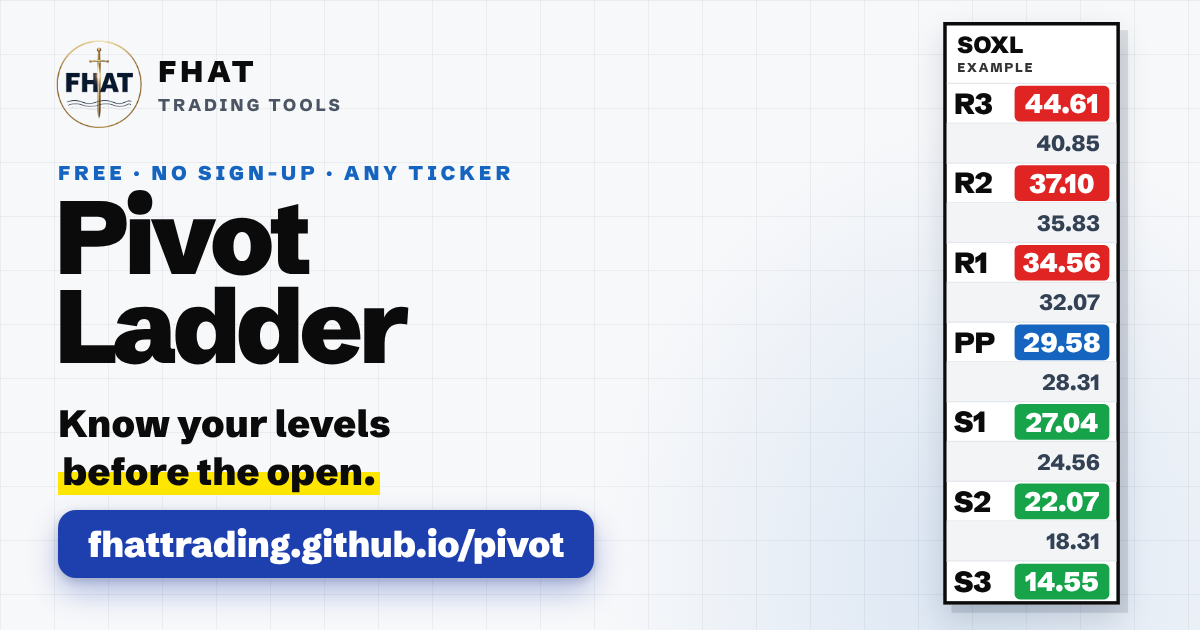 FHAT
FHAT
TRADING TOOLS
FREE · NO SIGN-UP · ANY TICKER
Pivot
Ladder
Know your levels
before the open.
fhattrading.github.io/pivot
SOXL
EXAMPLE
R3 44.61
40.85
R2 37.10
35.83
R1 34.56
32.07
PP 29.58
28.31
S1 27.04
24.56
S2 22.07
18.31
S3 14.55